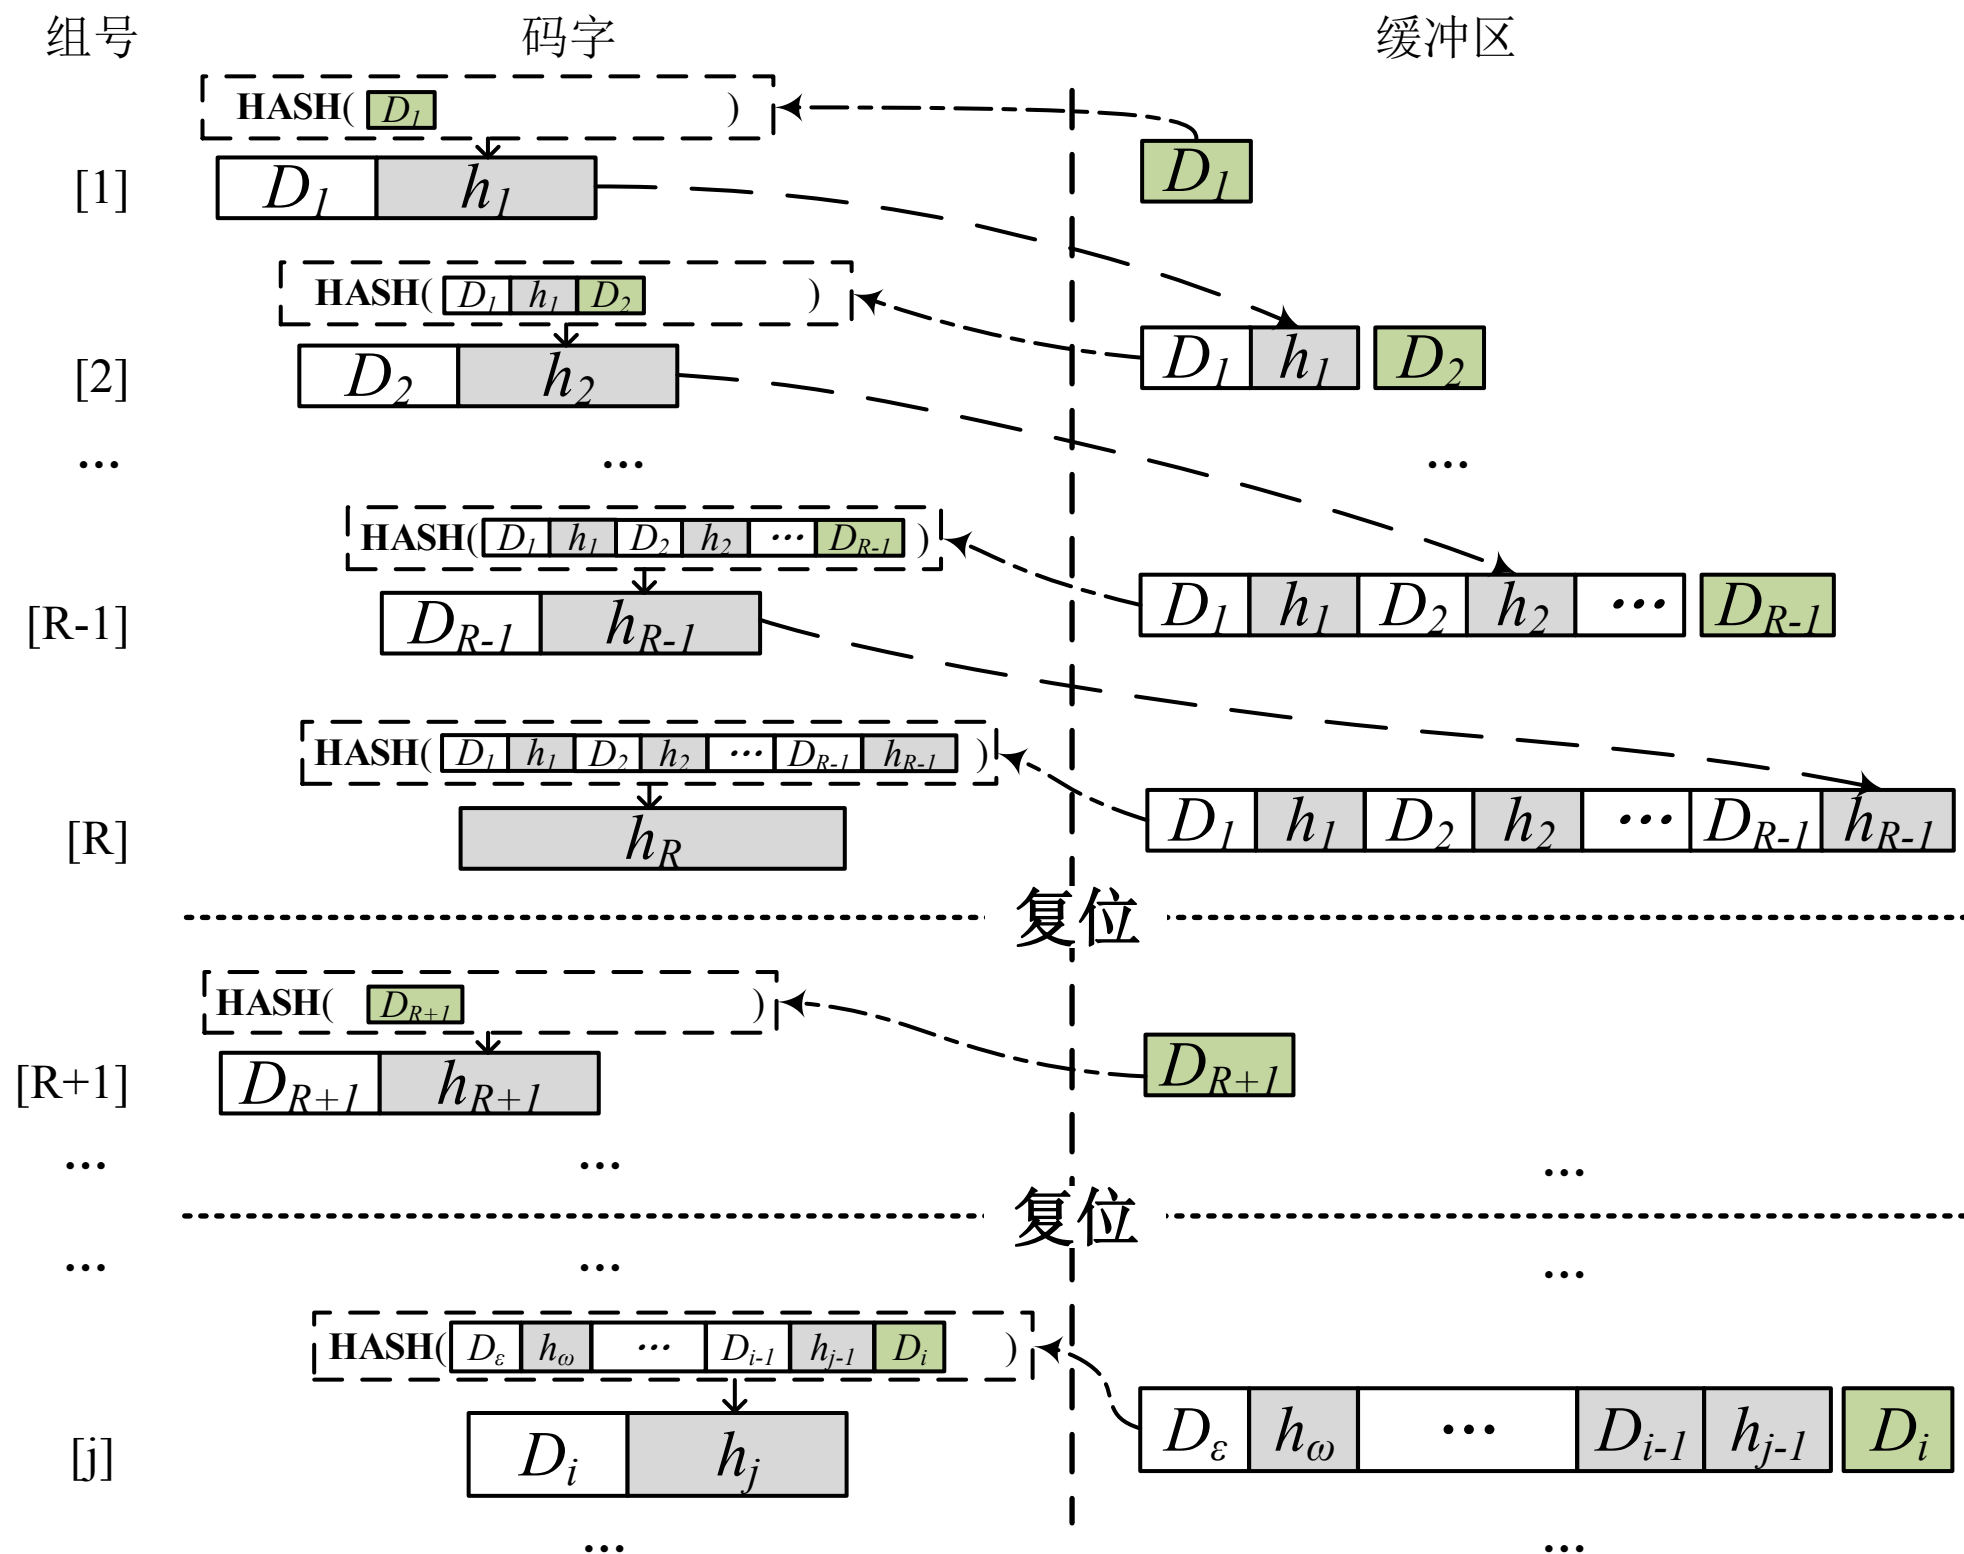 组号 码字 缓冲区
HASH( D1 )
D1
[1] D1 h1
HASH( D1 h1 D2 )
D1 h1 D2
[2] D2 h2
... ... ...
HASH( D1 h1 D2 h2 ... DR-1 )
D1 h1 D2 h2 ... DR-1
[R-1] DR-1 hR-1
HASH( D1 h1 D2 h2 ... DR-1 hR-1 )
D1 h1 D2 h2 ... DR-1 hR-1
[R] hR
复位
HASH( DR+1 )
DR+1
[R+1] DR+1 hR+1
... ... ...
复位
... ... ...
HASH( Dε hω ... Di-1 hj-1 Di )
Dε hω ... Di-1 hj-1 Di
[j] Di hj
... ...